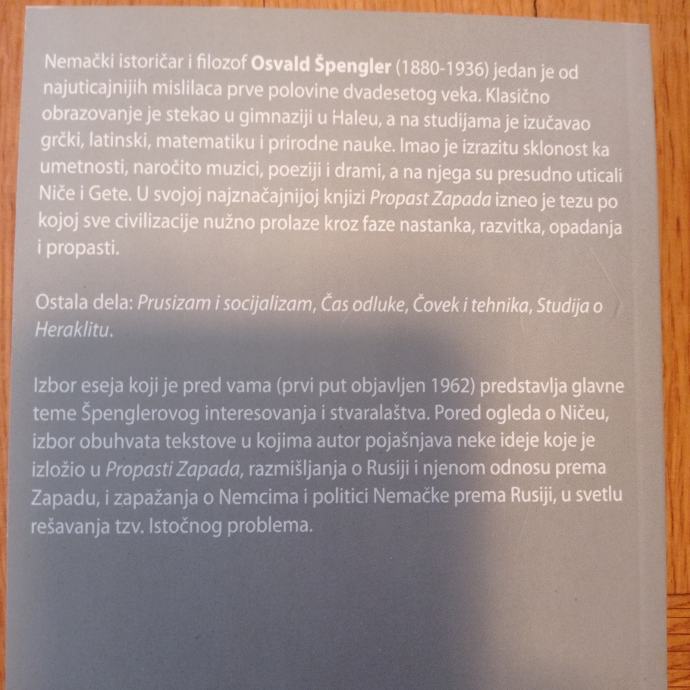 Nemački istoričar i filozof Osvald Špengler (1880-1936) jedan je od
najuticajnijih mislilaca prve polovine dvadesetog veka. Klasično
obrazovanje je stekao u gimnaziji u Haleu, a na studijama je izučavao
grčki, latinski, matematiku i prirodne nauke. Imao je izrazitu sklonost ka
umetnosti, naročito muzici, poeziji i drami, a na njega su presudno uticali
Niče i Gete. U svojoj najznačajnijoj knjizi Propast Zapada izneo je tezu po
kojoj sve civilizacije nužno prolaze kroz faze nastanka, razvitka, opadanja
i propasti.
Ostala dela: Prusizam i socijalizam, Čas odluke, Čovek i tehnika, Studija o
Heraklitu.
Izbor eseja koji je pred vama (prvi put objavljen 1962) predstavlja glavne
teme Špenglerovog interesovanja i stvaralaštva. Pored ogleda o Ničeu,
izbor obuhvata tekstove u kojima autor pojašnjava neke ideje koje je
izložio u Propasti Zapada, razmišljanja o Rusiji i njenom odnosu prema
Zapadu, i zapažanja o Nemcima i politici Nemačke prema Rusiji, u svetlu
rešavanja tzv. Istočnog problema.